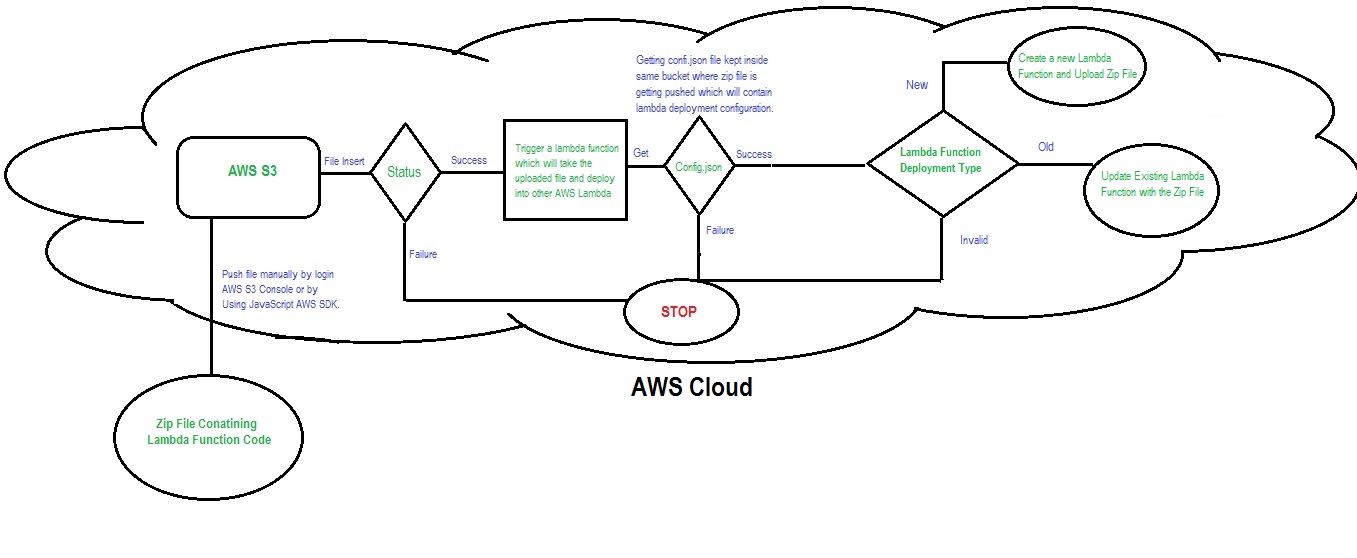 Getting confi.json file kept inside
same bucket where zip file is
getting pushed which will contain
lambda deployment configuration.
Create a new Lambda
Function and Upload Zip File
New
AWS S3
File Insert
Status
Success
Trigger a lambda function
which will take the
uploaded file and deploy
into other AWS Lambda
Get
Config.json
Success
Lambda Function
Deployment Type
Old
Update Existing Lambda
Function with the Zip File
Failure
Failure
Invalid
Push file manually by login
AWS S3 Console or by
Using JavaScript AWS SDK.
STOP
AWS Cloud
Zip File Conatining
Lambda Function Code